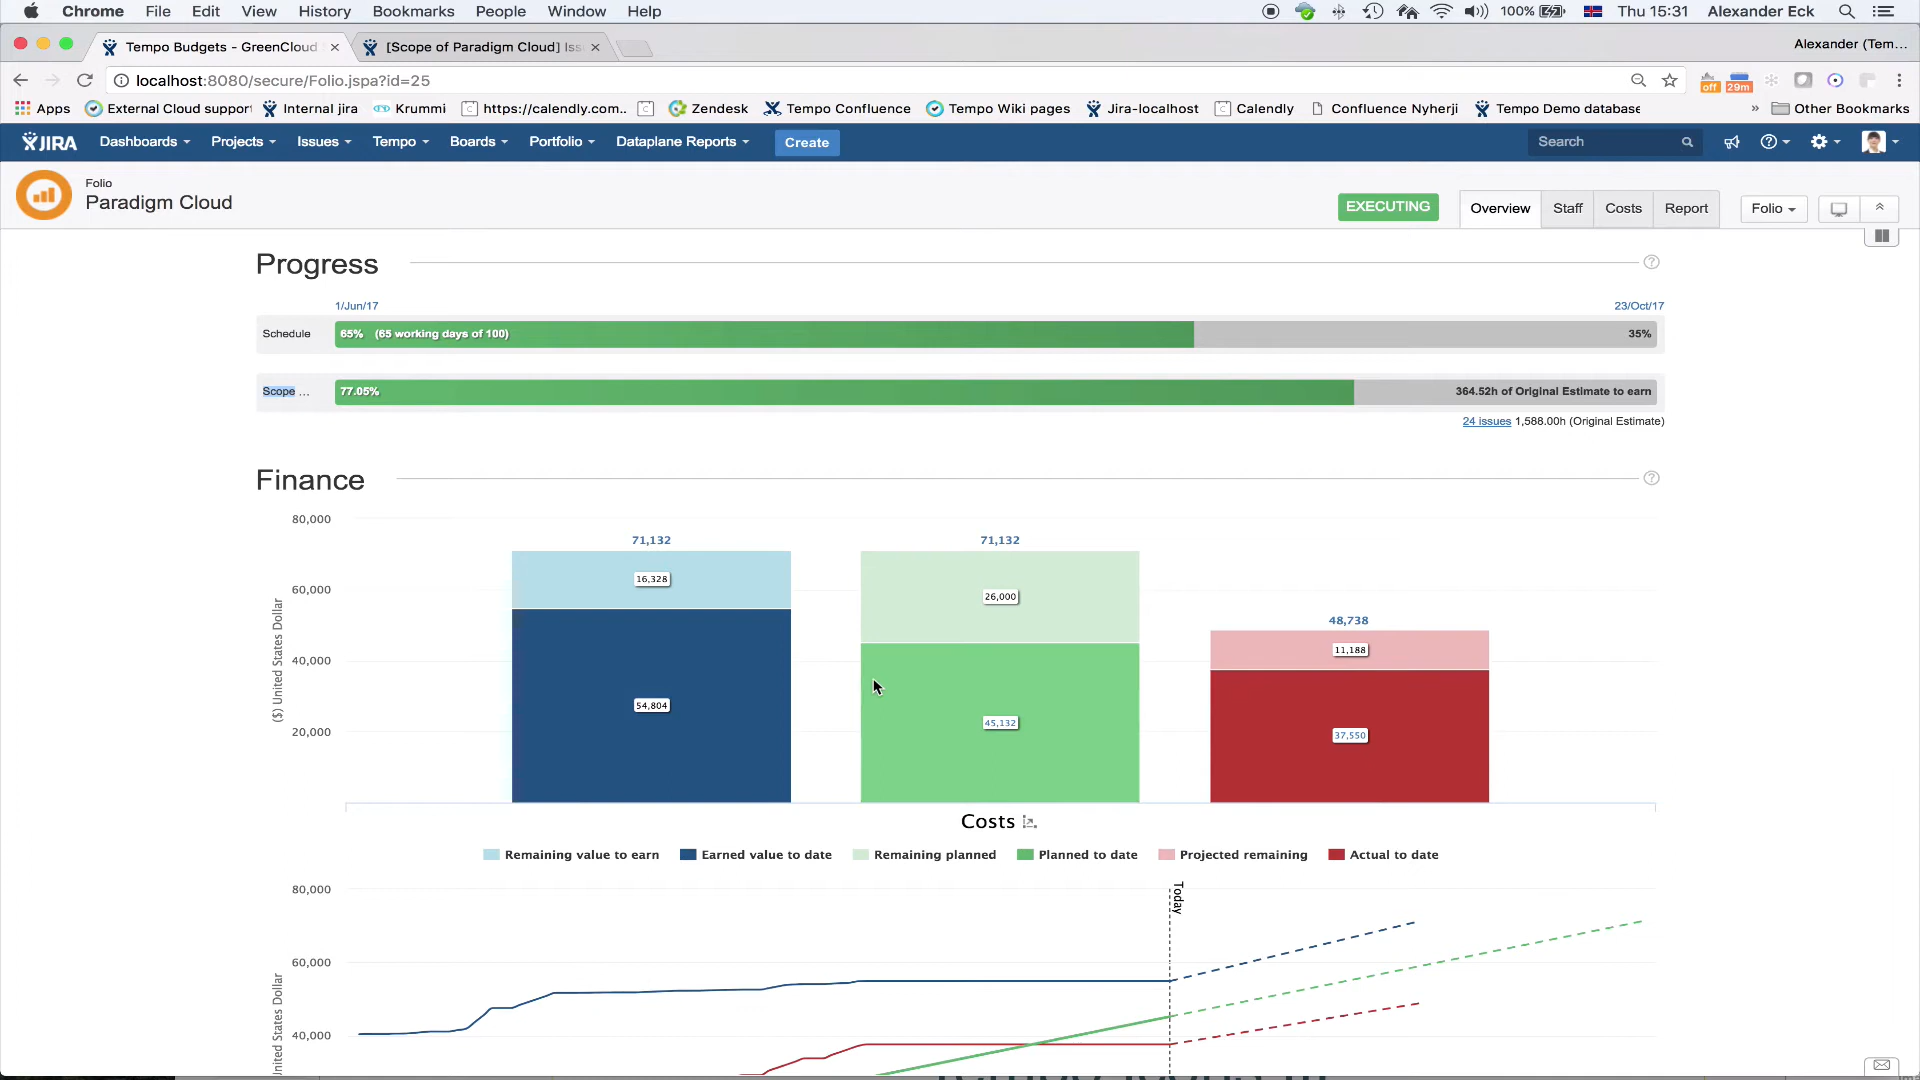 Chrome File Edit View History Bookmarks People Window Help 100% Thu 15:31 Alexander Eck
Tempo Budgets - GreenCloud [Scope of Paradigm Cloud] Iss Alexander (Tem...
localhost:8080/secure/Folio.jspa?id=25 off 29m
Apps External Cloud support Internal jira Krummi https://calendly.com.. Zendesk Tempo Confluence Tempo Wiki pages Jira-localhost Calendly Confluence Nyherji Tempo Demo database » Other Bookmarks
JIRA Dashboards Projects Issues Tempo Boards Portfolio Dataplane Reports Create Search
Folio
Paradigm Cloud
EXECUTING Overview Staff Costs Report Folio
Progress
1/Jun/17 23/Oct/17
Schedule 65% (65 working days of 100) 35%
Scope ... 77.05% 364.52h of Original Estimate to earn
24 issues 1,588.00h (Original Estimate)
Finance
80,000
60,000
40,000
20,000
($) United States Dollar
71,132
16,328
54,804
71,132
26,000
45,132
48,738
11,188
37,550
Costs
Remaining value to earn Earned value to date Remaining planned Planned to date Projected remaining Actual to date
80,000
60,000
40,000
United States Dollar
Today